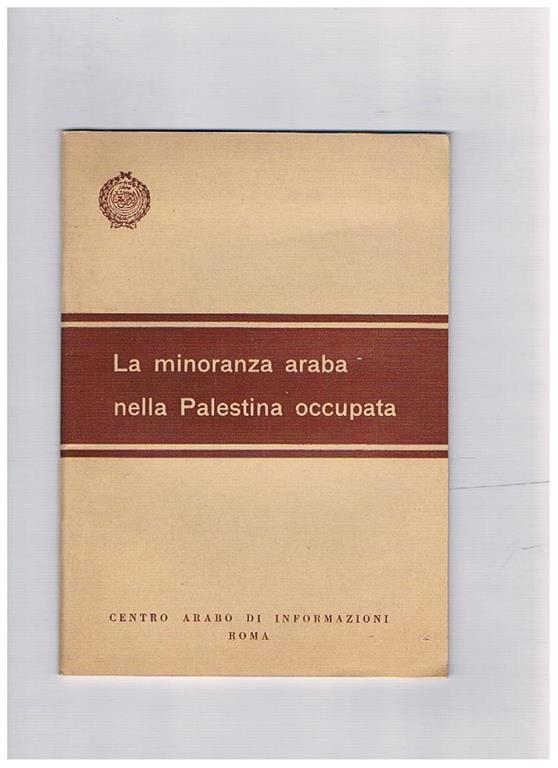 La minoranza araba
nella Palestina occupata
CENTRO ARABO DI INFORMAZIONI
ROMA